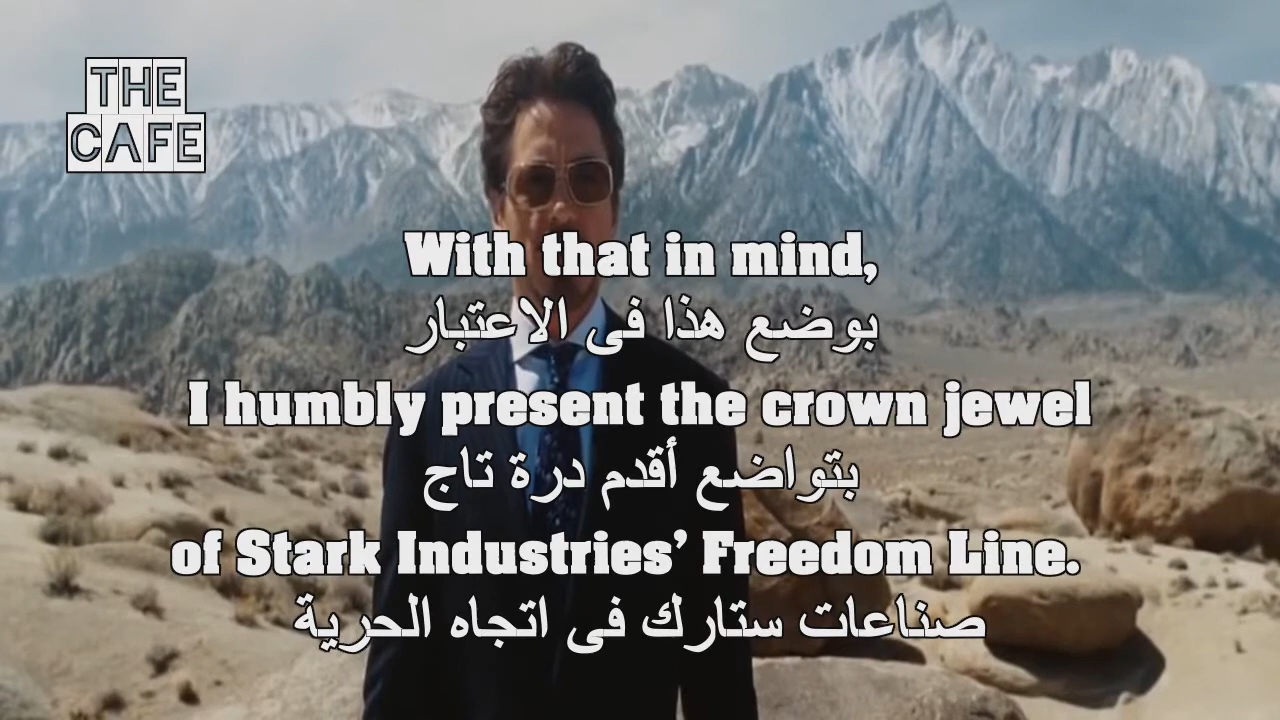 THE
CAFE
With that in mind,
بوضع هذا فى الاعتبار
I humbly present the crown jewel
بتواضع أقدم درة تاج
of Stark Industries’ Freedom Line.
صناعات ستارك فى اتجاه الحرية